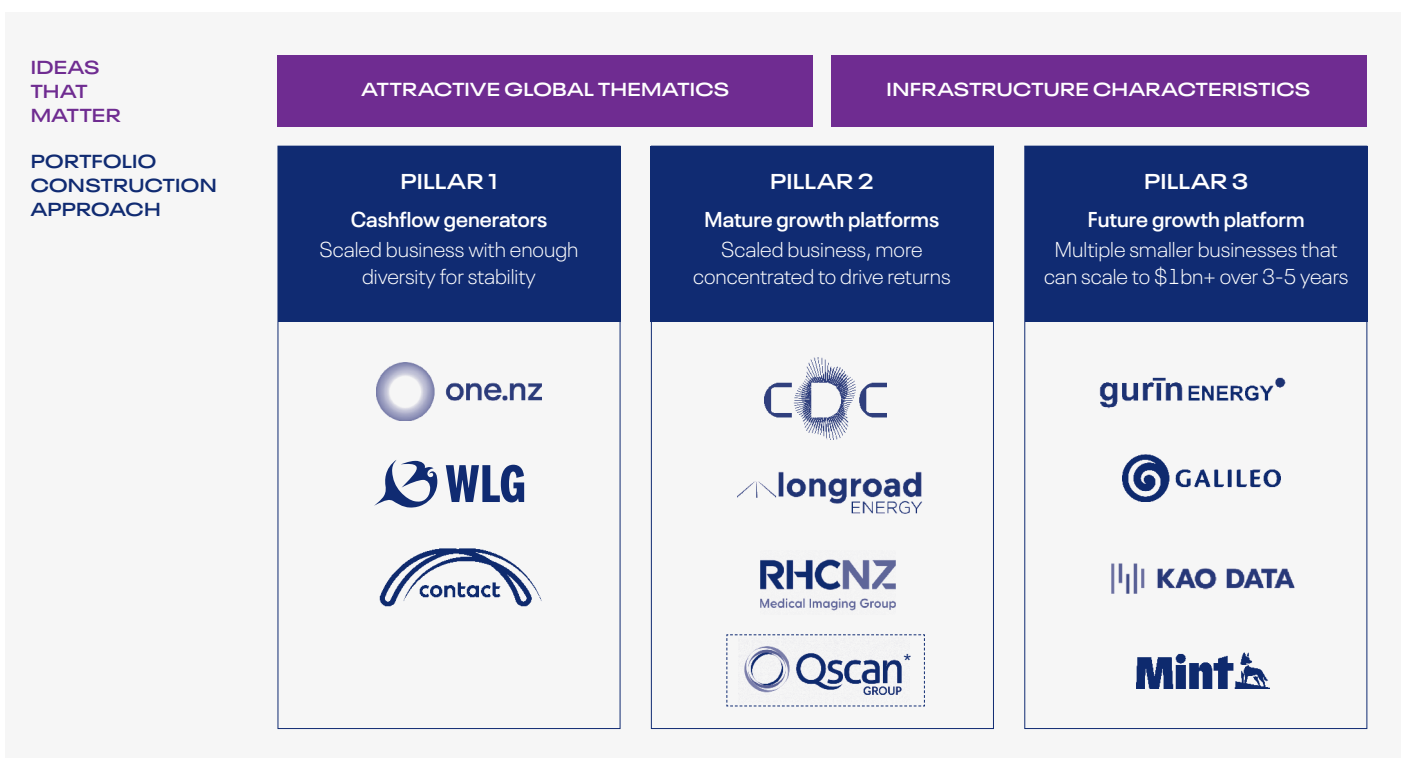 IDEAS
THAT
MATTER
ATTRACTIVE GLOBAL THEMATICS
INFRASTRUCTURE CHARACTERISTICS
PORTFOLIO
CONSTRUCTION
APPROACH
PILLAR 1
Cashflow generators
Scaled business with enough
diversity for stability
one.nz
WLG
contact
PILLAR 2
Mature growth platforms
Scaled business, more
concentrated to drive returns
CDC
longroad
ENERGY
RHCNZ
Medical Imaging Group
Qscan*
GROUP
PILLAR 3
Future growth platform
Multiple smaller businesses that
can scale to $1bn+ over 3-5 years
gurīn ENERGY
GALILEO
KAO DATA
Mint